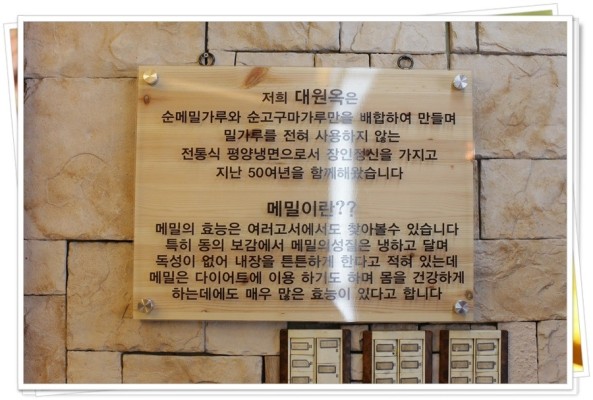 저희 대원옥은
순메밀가루와 순고구마가루만을 배합하여 만들며
밀가루를 전혀 사용하지 않는
전통식 평양냉면으로서 장인정신을 가지고
지난 50여년을 함께해왔습니다
메밀이란??
메밀의 효능은 여러고서에서도 찾아볼수 있습니다
특히 동의 보감에서 메밀의성질은 냉하고 달며
독성이 없어 내장을 튼튼하게 한다고 적혀 있는데
메밀은 다이어트에 이용 하기도 하며 몸을 건강하게
하는데에도 매우 많은 효능이 있다고 합니다